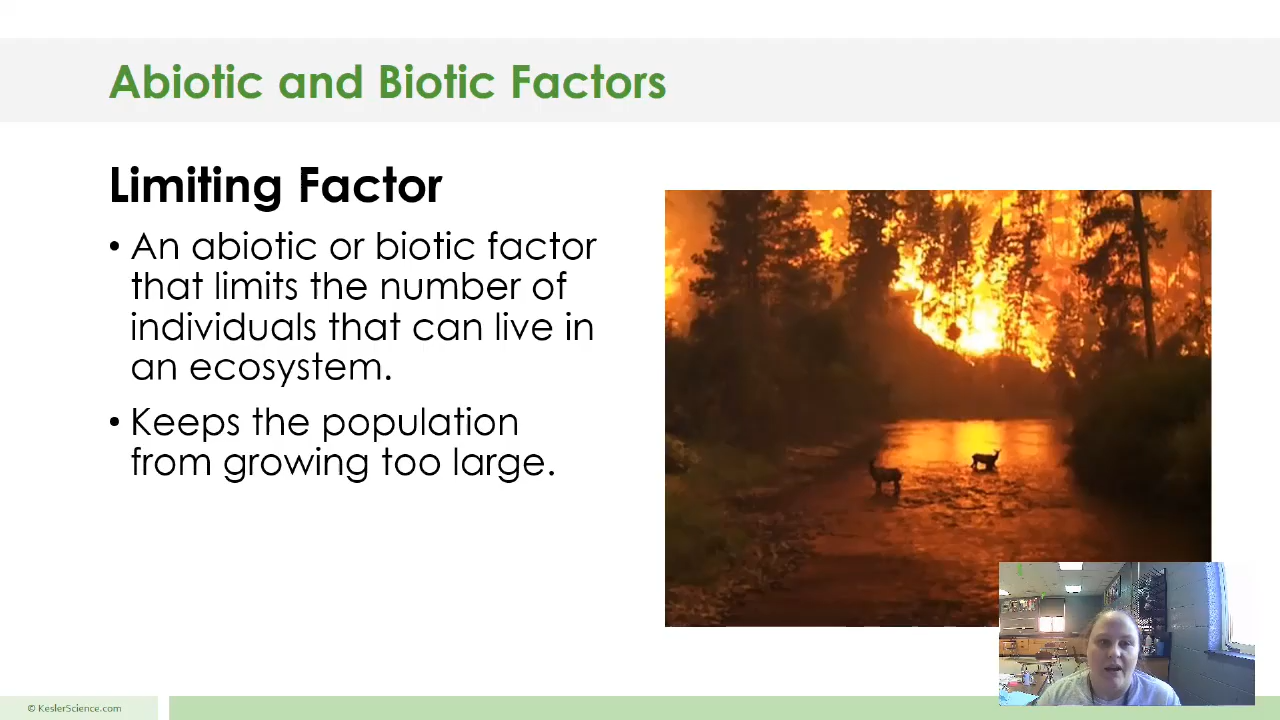 Abiotic and Biotic Factors
Limiting Factor
• An abiotic or biotic factor
that limits the number of
individuals that can live in
an ecosystem.
• Keeps the population
from growing too large.
© KeslerScience.com